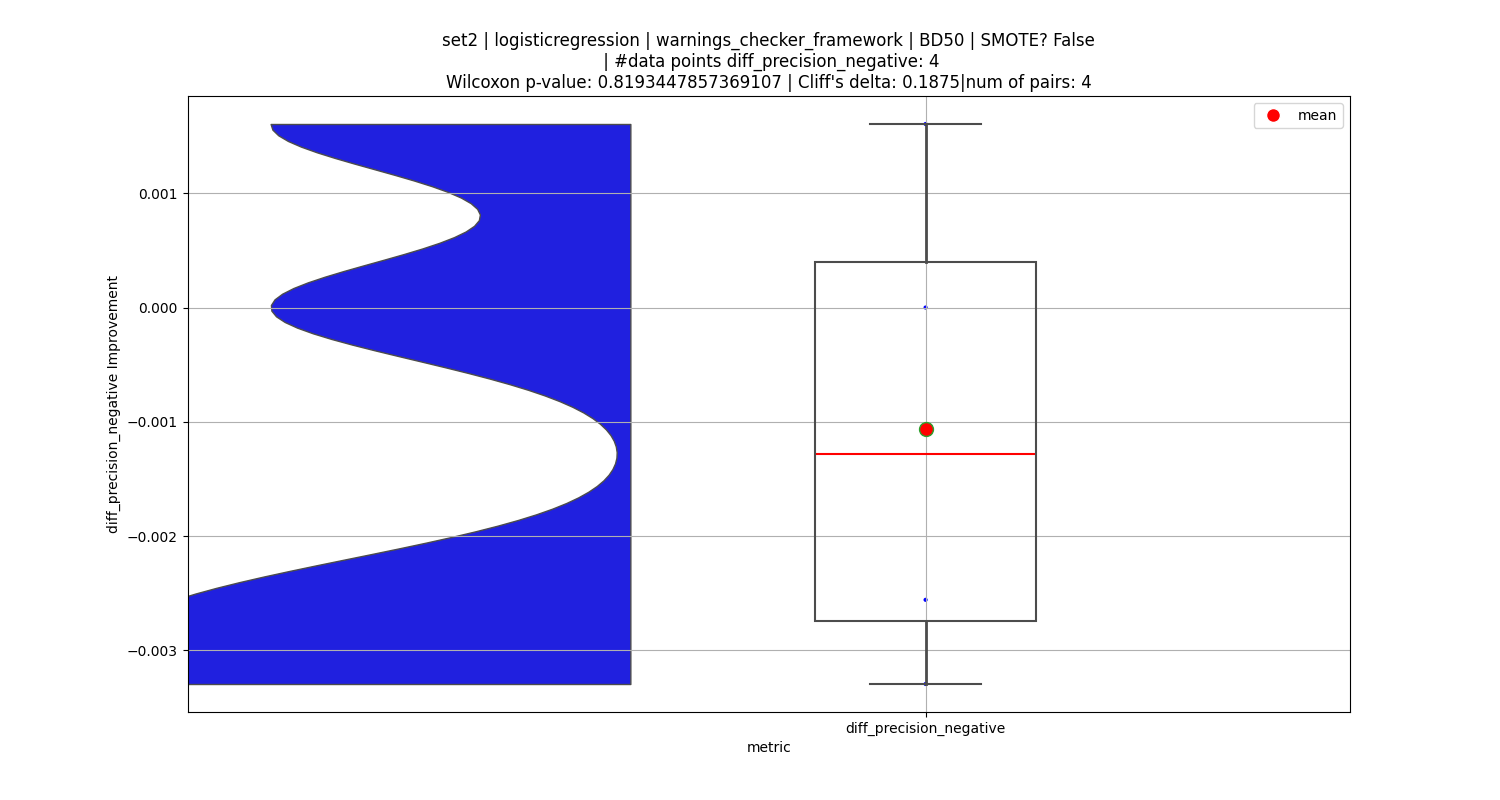 set2 | logisticregression | warnings_checker_framework | BD50 | SMOTE? False
| #data points diff_precision_negative: 4
Wilcoxon p-value: 0.8193447857369107 | Cliff's delta: 0.1875|num of pairs: 4
mean
0.001
0.000
−0.001
−0.002
−0.003
diff_precision_negative Improvement
diff_precision_negative
metric